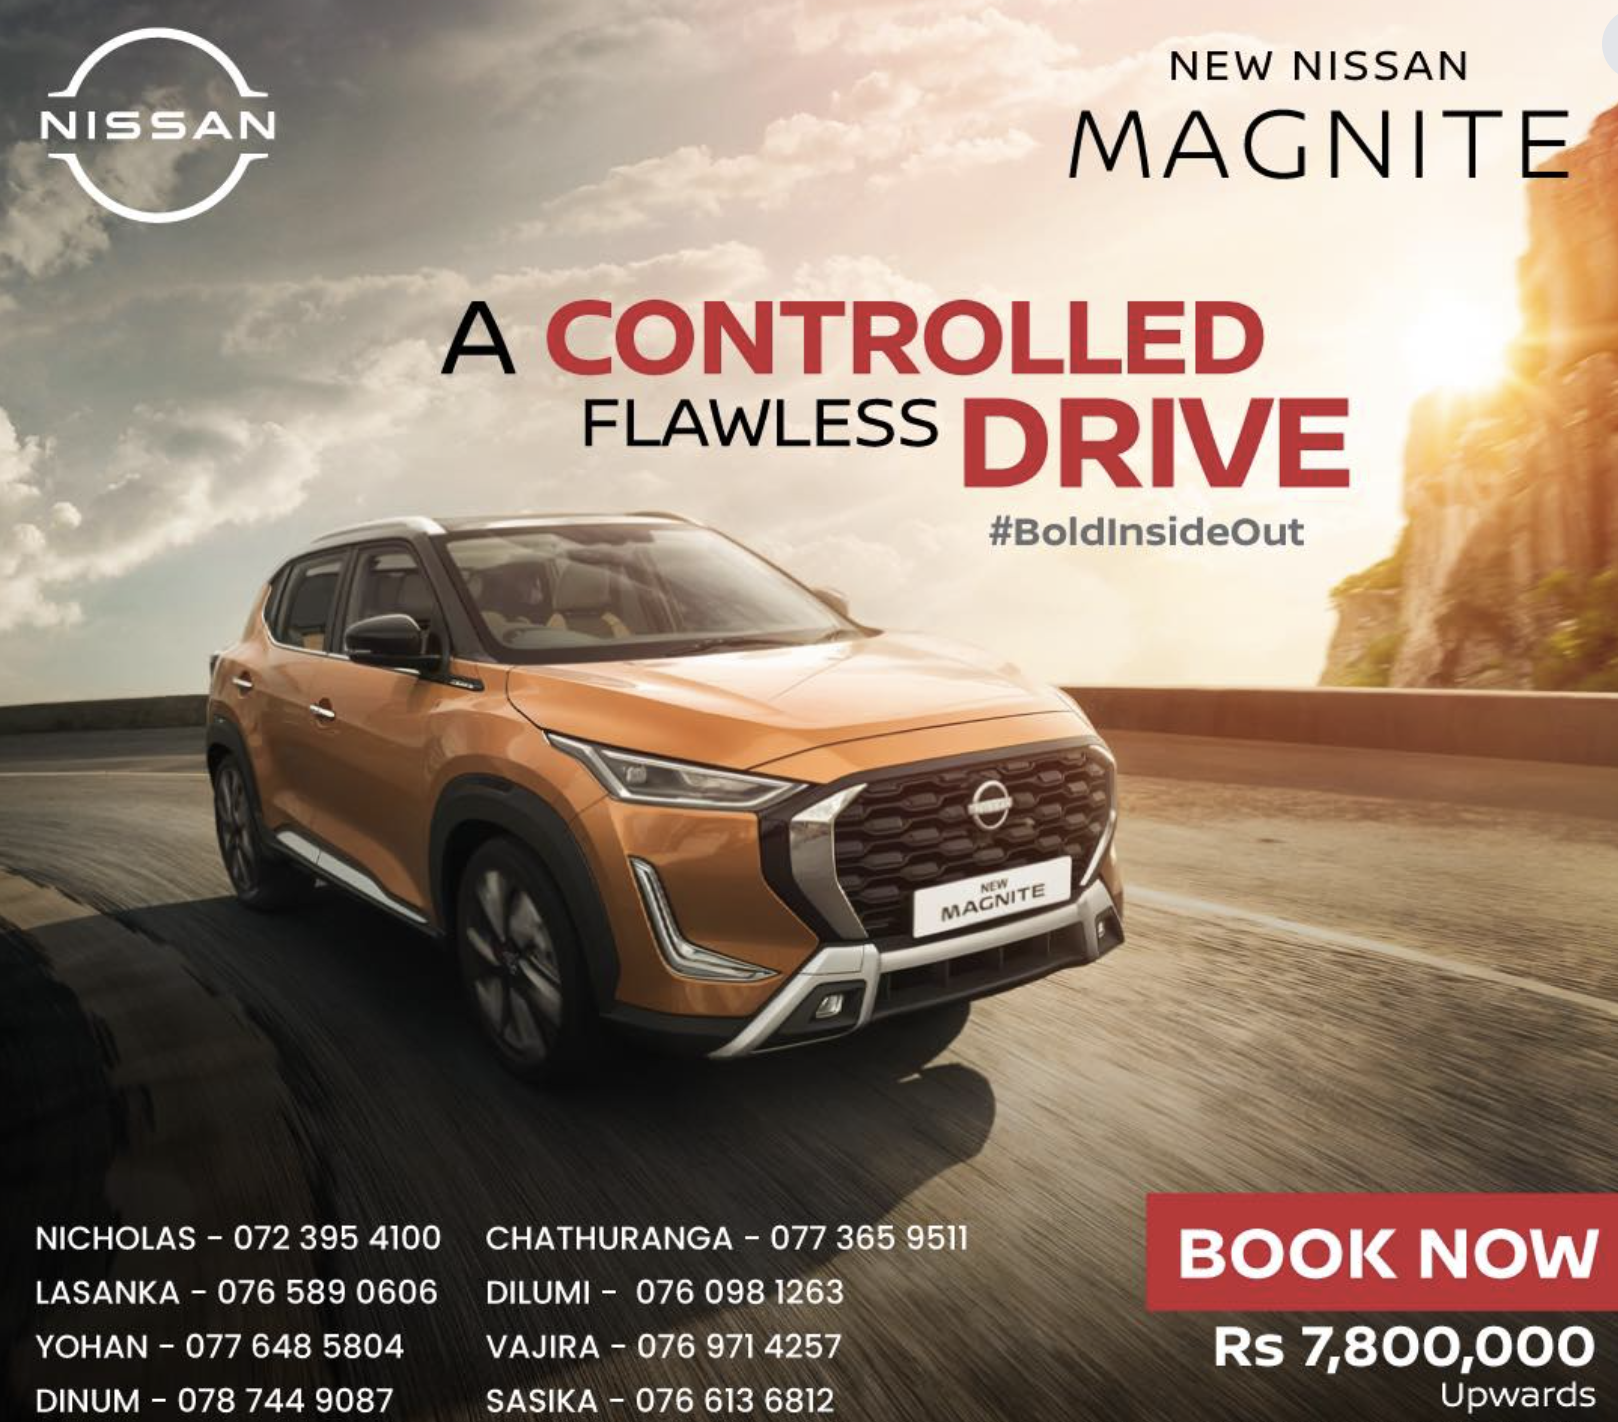 NISSAN
NEW NISSAN
MAGNITE
A CONTROLLED
FLAWLESS DRIVE
#BoldInsideOut
NEW
MAGNITE
NICHOLAS - 072 395 4100
LASANKA - 076 589 0606
YOHAN - 077 648 5804
DINUM - 078 744 9087
CHATHURANGA - 077 365 9511
DILUMI - 076 098 1263
VAJIRA - 076 971 4257
SASIKA - 076 613 6812
BOOK NOW
Rs 7,800,000
Upwards